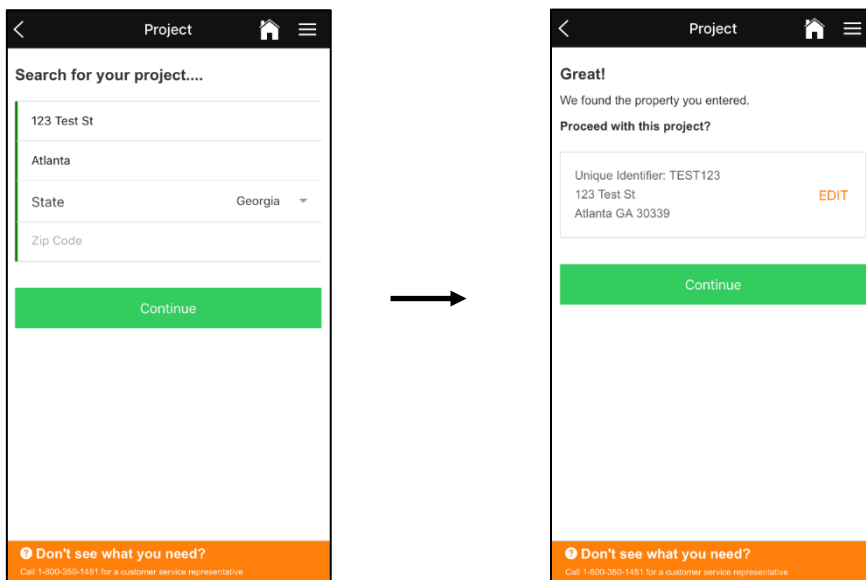 Project
Search for your project....
123 Test St
Atlanta
State Georgia
Zip Code
Continue
Don't see what you need?
Call 1-800-350-1481 for a customer service representative
Project
Great!
We found the property you entered.
Proceed with this project?
Unique Identifier: TEST123
123 Test St
EDIT
Atlanta GA 30339
Continue
Don't see what you need?
Call 1-800-350-1481 for a customer service representative